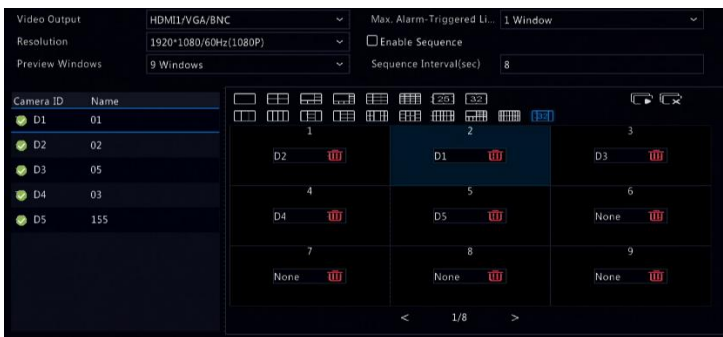 Video Output HDMI1/VGA/BNC Max. Alarm-Triggered Li... 1 Window
Resolution 1920*1080/60Hz(1080P) Enable Sequence
Preview Windows 9 Windows Sequence Interval(sec) 8
Camera ID Name
D1 01
D2 02
D3 05
D4 03
D5 155
25 32
32
1 2 3
D2 D1 D3
4 5 6
D4 D5 None
7 8 9
None None None
< 1/8 >